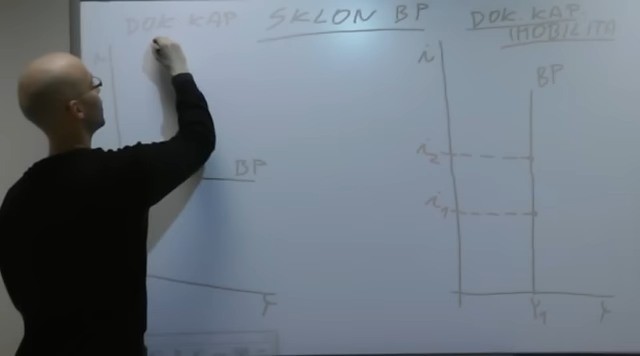 DOK KAP
SKLON BP
DOK. KAP.
IMOBILITA
i
BP
i2
i1
Y1
Y
BP
Y